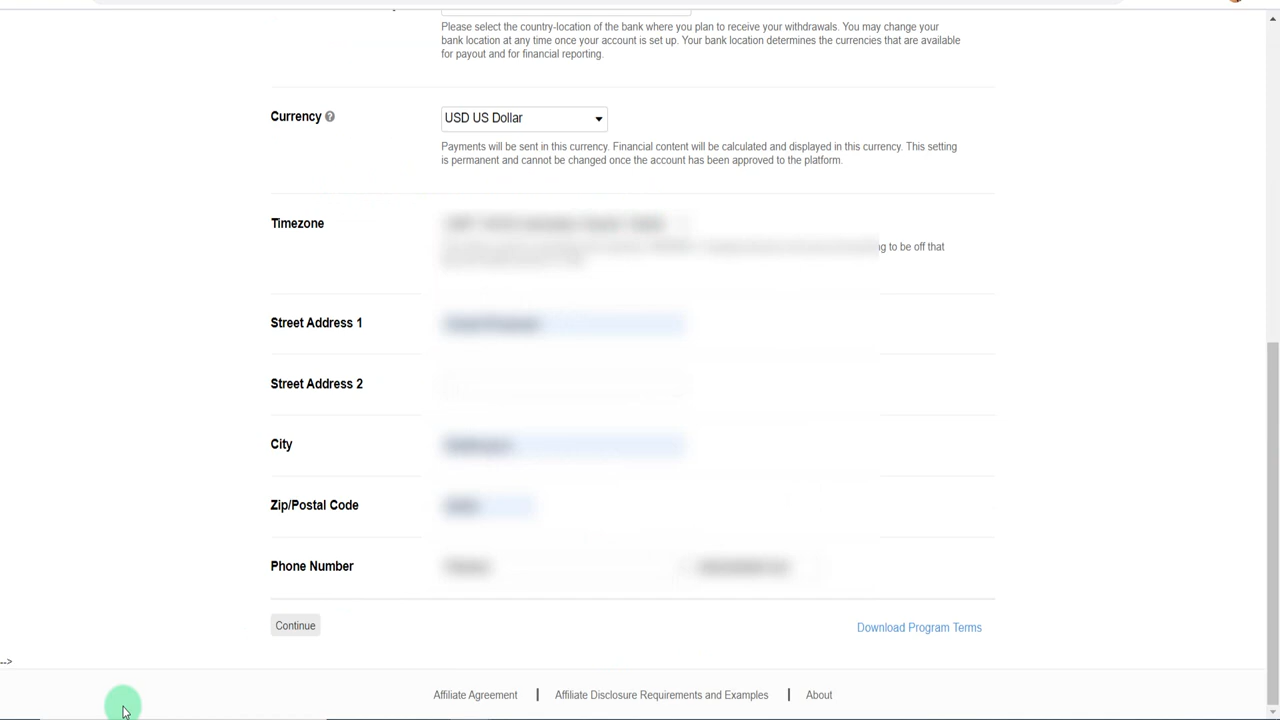 Please select the country-location of the bank where you plan to receive your withdrawals. You may change your
bank location at any time once your account is set up. Your bank location determines the currencies that are available
for payout and for financial reporting.
Currency ?
USD US Dollar
Payments will be sent in this currency. Financial content will be calculated and displayed in this currency. This setting
is permanent and cannot be changed once the account has been approved to the platform.
Timezone
to be off that
Street Address 1
Street Address 2
City
Zip/Postal Code
Phone Number
Continue
Download Program Terms
-->
Affiliate Agreement | Affiliate Disclosure Requirements and Examples | About